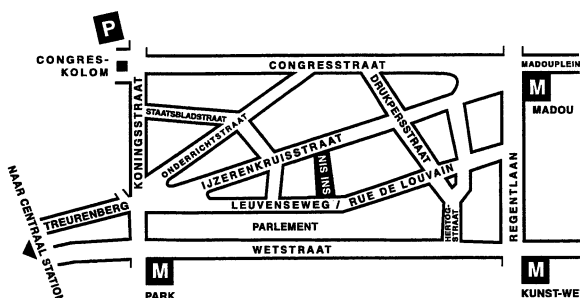 P
CONGRES-
KOLOM
CONGRESSTRAAT
MADOUPLEIN
M
MADOU
STAATSBLADSTRAAT
ONDERRICHTSTRAAT
DRUKPERSSTRAAT
KONINGSSTRAAT
IJZERENKRUISSTRAAT
NIS INS
LEUVENSEWEG / RUE DE LOUVAIN
REGENTLAAN
TREURENBERG
PARLEMENT
HERTOG-
STRAAT
WETSTRAAT
NAAR CENTRAAL STATION
M
PARK
M
KUNST-WE